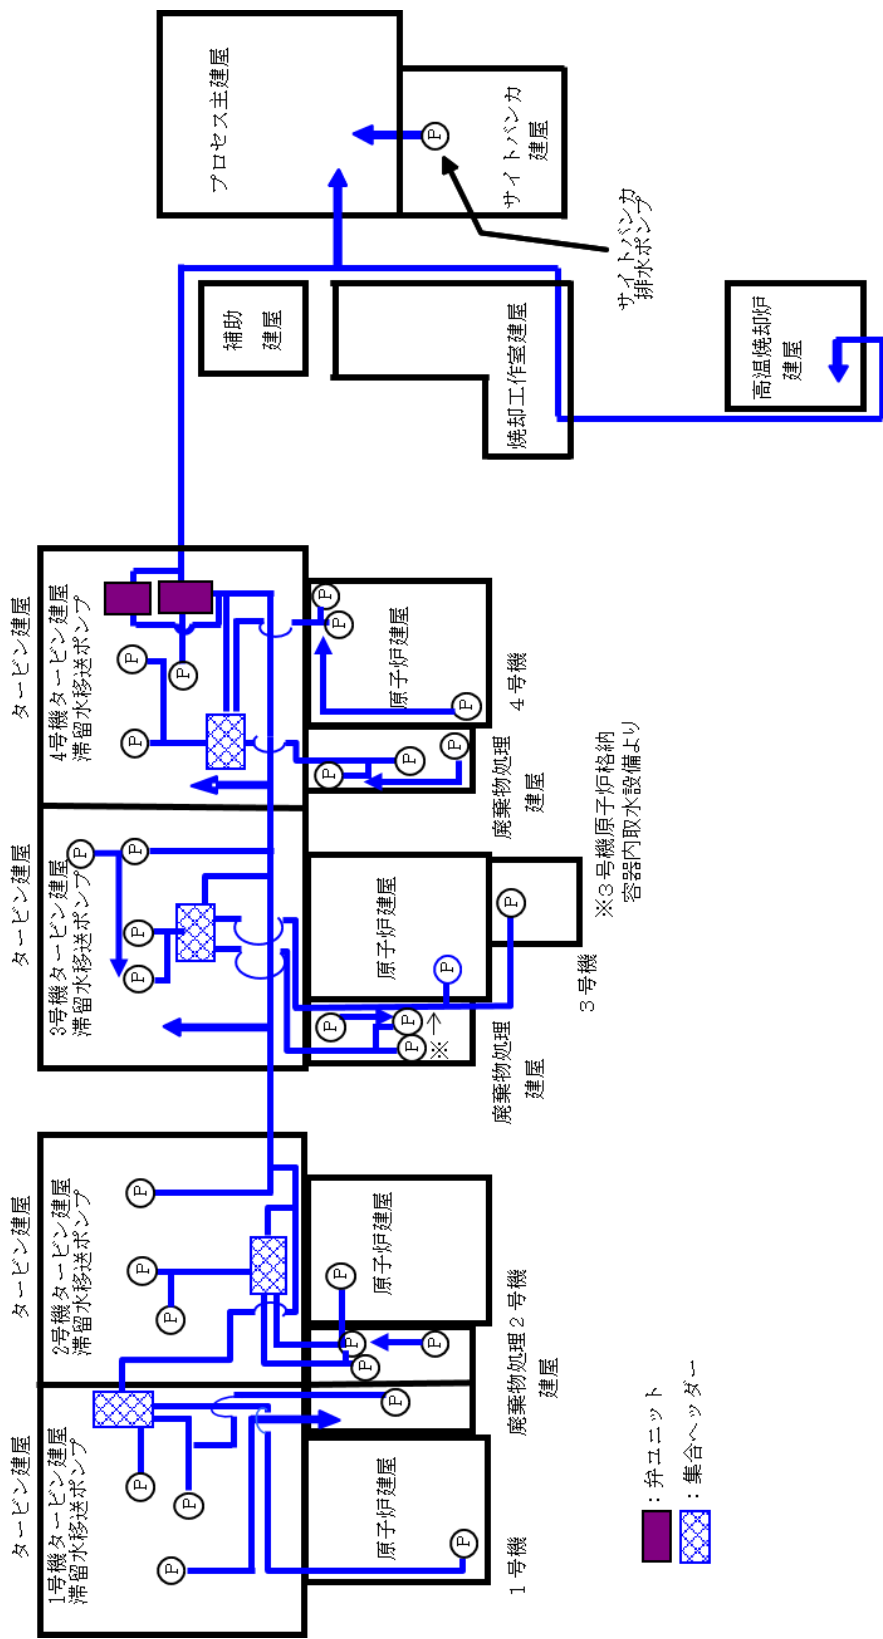 タービン建屋
1号機タービン建屋
滞留水移送ポンプ
P
P
P
原子炉建屋
P
P
1号機
タービン建屋
2号機タービン建屋
滞留水移送ポンプ
P
P
P
原子炉建屋
P
P
P
P
廃棄物処理
建屋
2号機
タービン建屋
3号機タービン建屋
滞留水移送ポンプ
P
P
P
P
原子炉建屋
P
P
P
P
※→
P
廃棄物処理
建屋
3号機
※3号機原子炉格納
容器内取水設備より
タービン建屋
4号機タービン建屋
滞留水移送ポンプ
P
P
P
原子炉建屋
P
P
P
P
P
P
廃棄物処理
建屋
4号機
補助
建屋
焼却工作室建屋
プロセス主建屋
P
サイトバンカ
建屋
サイトバンカ
排水ポンプ
高温焼却炉
建屋
：弁ユニット
：集合ヘッダー